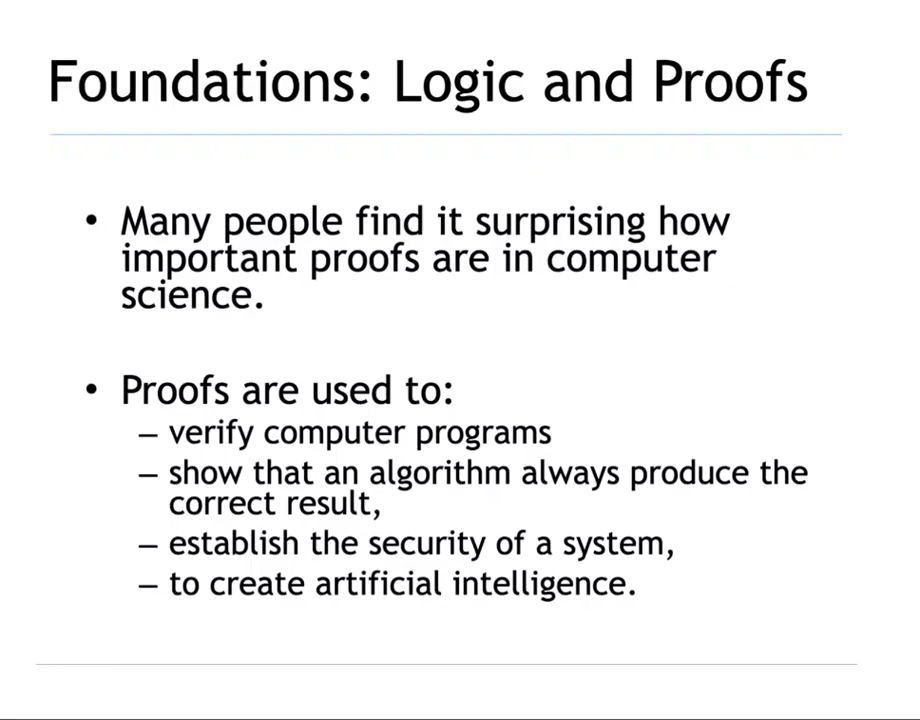 Foundations: Logic and Proofs
• Many people find it surprising how
important proofs are in computer
science.
• Proofs are used to:
– verify computer programs
– show that an algorithm always produce the
correct result,
– establish the security of a system,
– to create artificial intelligence.